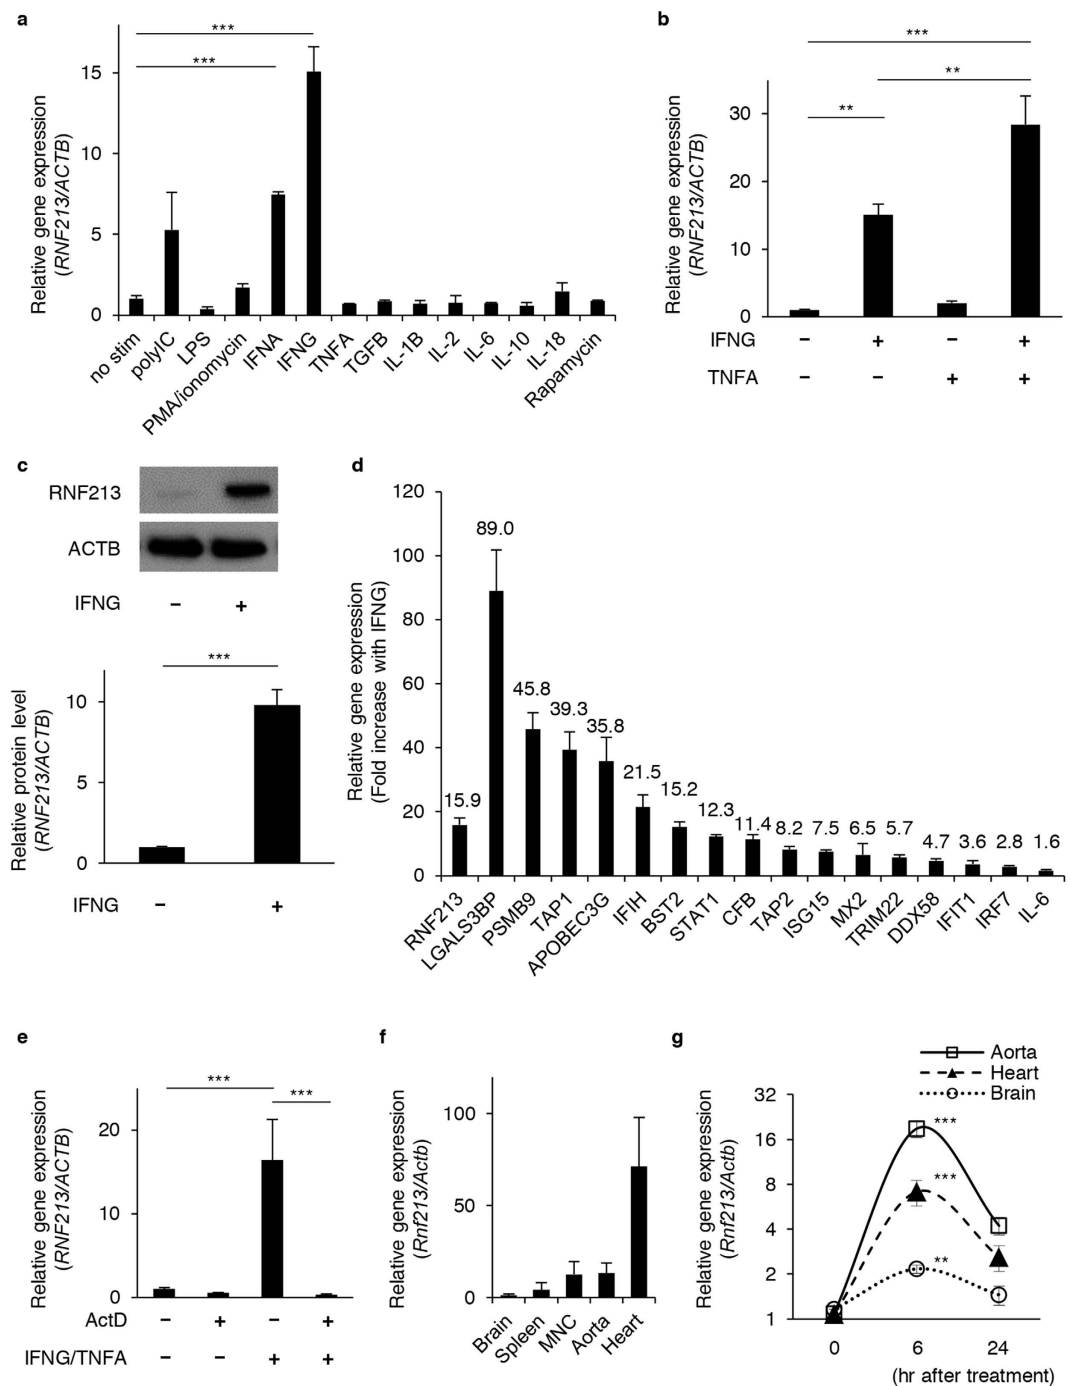 a
Relative gene expression
(RNF213/ACTB)
15
10
5
0
***
***
no stim
polyIC
LPS
PMA/ionomycin
IFNA
IFNG
TNFA
TGFB
IL-1B
IL-2
IL-6
IL-10
IL-18
Rapamycin
b
Relative gene expression
(RNF213/ACTB)
30
20
10
0
***
**
**
IFNG − + − +
TNFA − − + +
c
RNF213
ACTB
IFNG − +
Relative protein level
(RNF213/ACTB)
10
5
0
***
IFNG − +
d
Relative gene expression
(Fold increase with IFNG)
120
100
80
60
40
20
0
15.9
89.0
45.8
39.3
35.8
21.5
15.2
12.3
11.4
8.2
7.5
6.5
5.7
4.7
3.6
2.8
1.6
RNF213
LGALS3BP
PSMB9
TAP1
APOBEC3G
IFIH
BST2
STAT1
CFB
TAP2
ISG15
MX2
TRIM22
DDX58
IFIT1
IRF7
IL-6
e
Relative gene expression
(RNF213/ACTB)
20
10
0
***
***
ActD − + − +
IFNG/TNFA − − + +
f
Relative gene expression
(Rnf213/Actb)
100
50
0
Brain
Spleen
MNC
Aorta
Heart
g
Aorta
Heart
Brain
Relative gene expression
(Rnf213/Actb)
32
16
8
4
2
1
***
***
**
0 6 24
(hr after treatment)